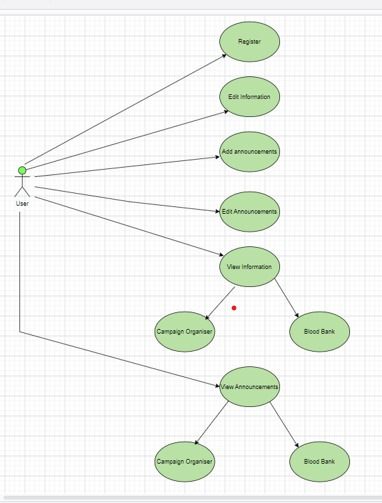 Register
Edit Information
Add announcements
User
Edit Announcements
View Information
Campaign Organiser
Blood Bank
View Announcements
Campaign Organiser
Blood Bank